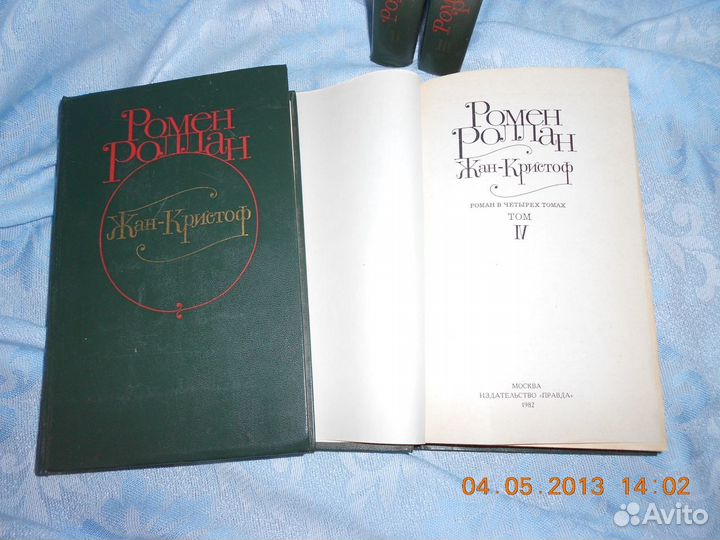 III
Ромен
Роллан
Жан-Кристоф
Ромен
Роллан
Жан-Кристоф
РОМАН В ЧЕТЫРЕХ ТОМАХ
ТОМ
IV
МОСКВА
ИЗДАТЕЛЬСТВО «ПРАВДА»
1982
04.05.2013 14:02
Avito